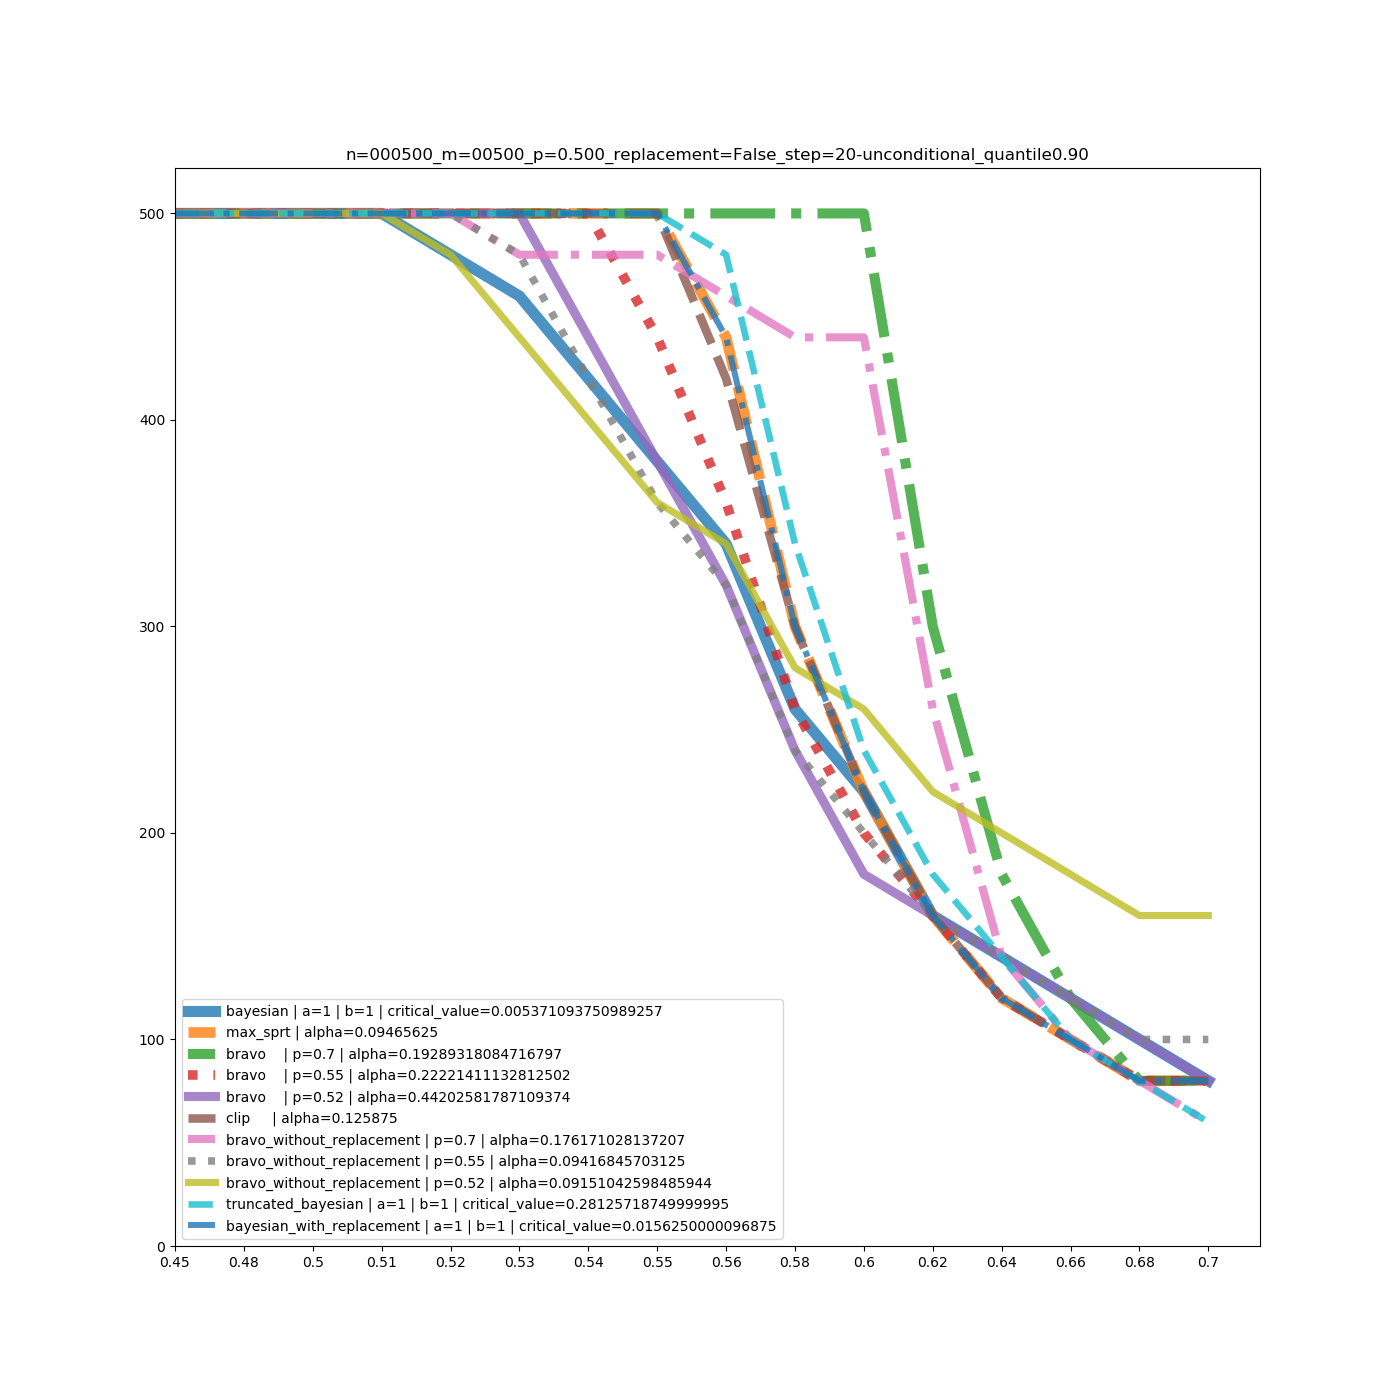 n=000500_m=00500_p=0.500_replacement=False_step=20-unconditional_quantile0.90
500
400
300
200
100
0
bayesian | a=1 | b=1 | critical_value=0.005371093750989257
max_sprt | alpha=0.09465625
bravo | p=0.7 | alpha=0.19289318084716797
bravo | p=0.55 | alpha=0.22221411132812502
bravo | p=0.52 | alpha=0.44202581787109374
clip | alpha=0.125875
bravo_without_replacement | p=0.7 | alpha=0.176171028137207
bravo_without_replacement | p=0.55 | alpha=0.09416845703125
bravo_without_replacement | p=0.52 | alpha=0.09151042598485944
truncated_bayesian | a=1 | b=1 | critical_value=0.28125718749999995
bayesian_with_replacement | a=1 | b=1 | critical_value=0.0156250000096875
0.45 0.48 0.5 0.51 0.52 0.53 0.54 0.55 0.56 0.58 0.6 0.62 0.64 0.66 0.68 0.7